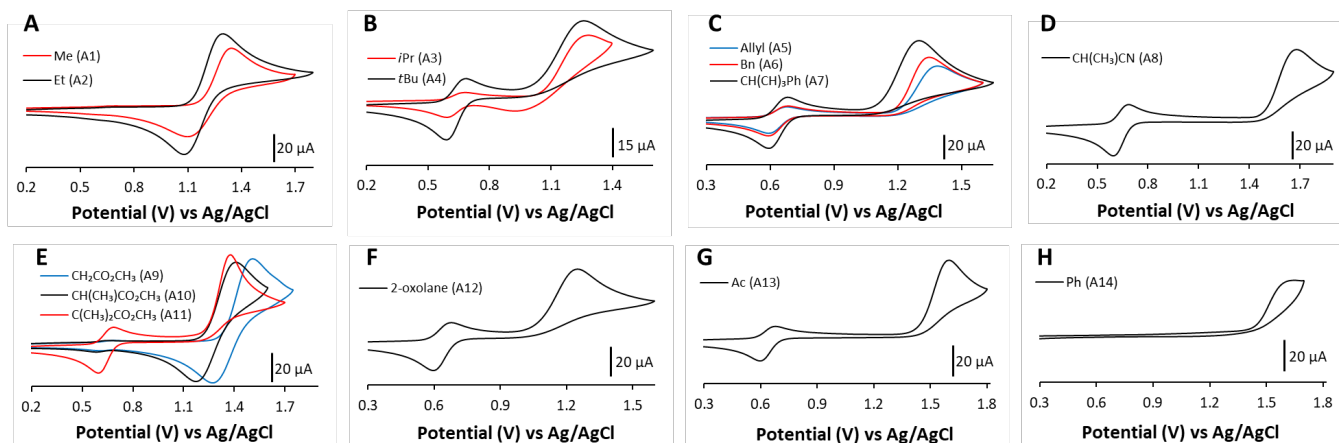 A
Me (A1)
Et (A2)
20 µA
0.2 0.5 0.8 1.1 1.4 1.7
Potential (V) vs Ag/AgCl
B
iPr (A3)
tBu (A4)
15 µA
0.2 0.6 1 1.4
Potential (V) vs Ag/AgCl
C
Allyl (A5)
Bn (A6)
CH(CH)₃Ph (A7)
20 µA
0.3 0.6 0.9 1.2 1.5
Potential (V) vs Ag/AgCl
D
CH(CH₃)CN (A8)
20 µA
0.2 0.5 0.8 1.1 1.4 1.7
Potential (V) vs Ag/AgCl
E
CH₂CO₂CH₃ (A9)
CH(CH₃)CO₂CH₃ (A10)
C(CH₃)₂CO₂CH₃ (A11)
20 µA
0.2 0.5 0.8 1.1 1.4 1.7
Potential (V) vs Ag/AgCl
F
2-oxolane (A12)
20 µA
0.3 0.6 0.9 1.2 1.5
Potential (V) vs Ag/AgCl
G
Ac (A13)
20 µA
0.3 0.6 0.9 1.2 1.5 1.8
Potential (V) vs Ag/AgCl
H
Ph (A14)
20 µA
0.3 0.6 0.9 1.2 1.5 1.8
Potential (V) vs Ag/AgCl